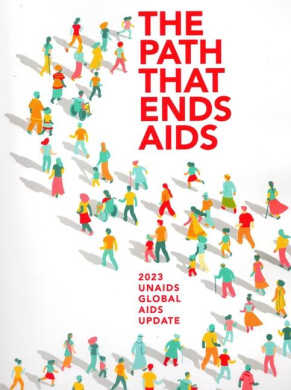 THE
PATH
THAT
ENDS
AIDS
2023
UNAIDS
GLOBAL
AIDS
UPDATE